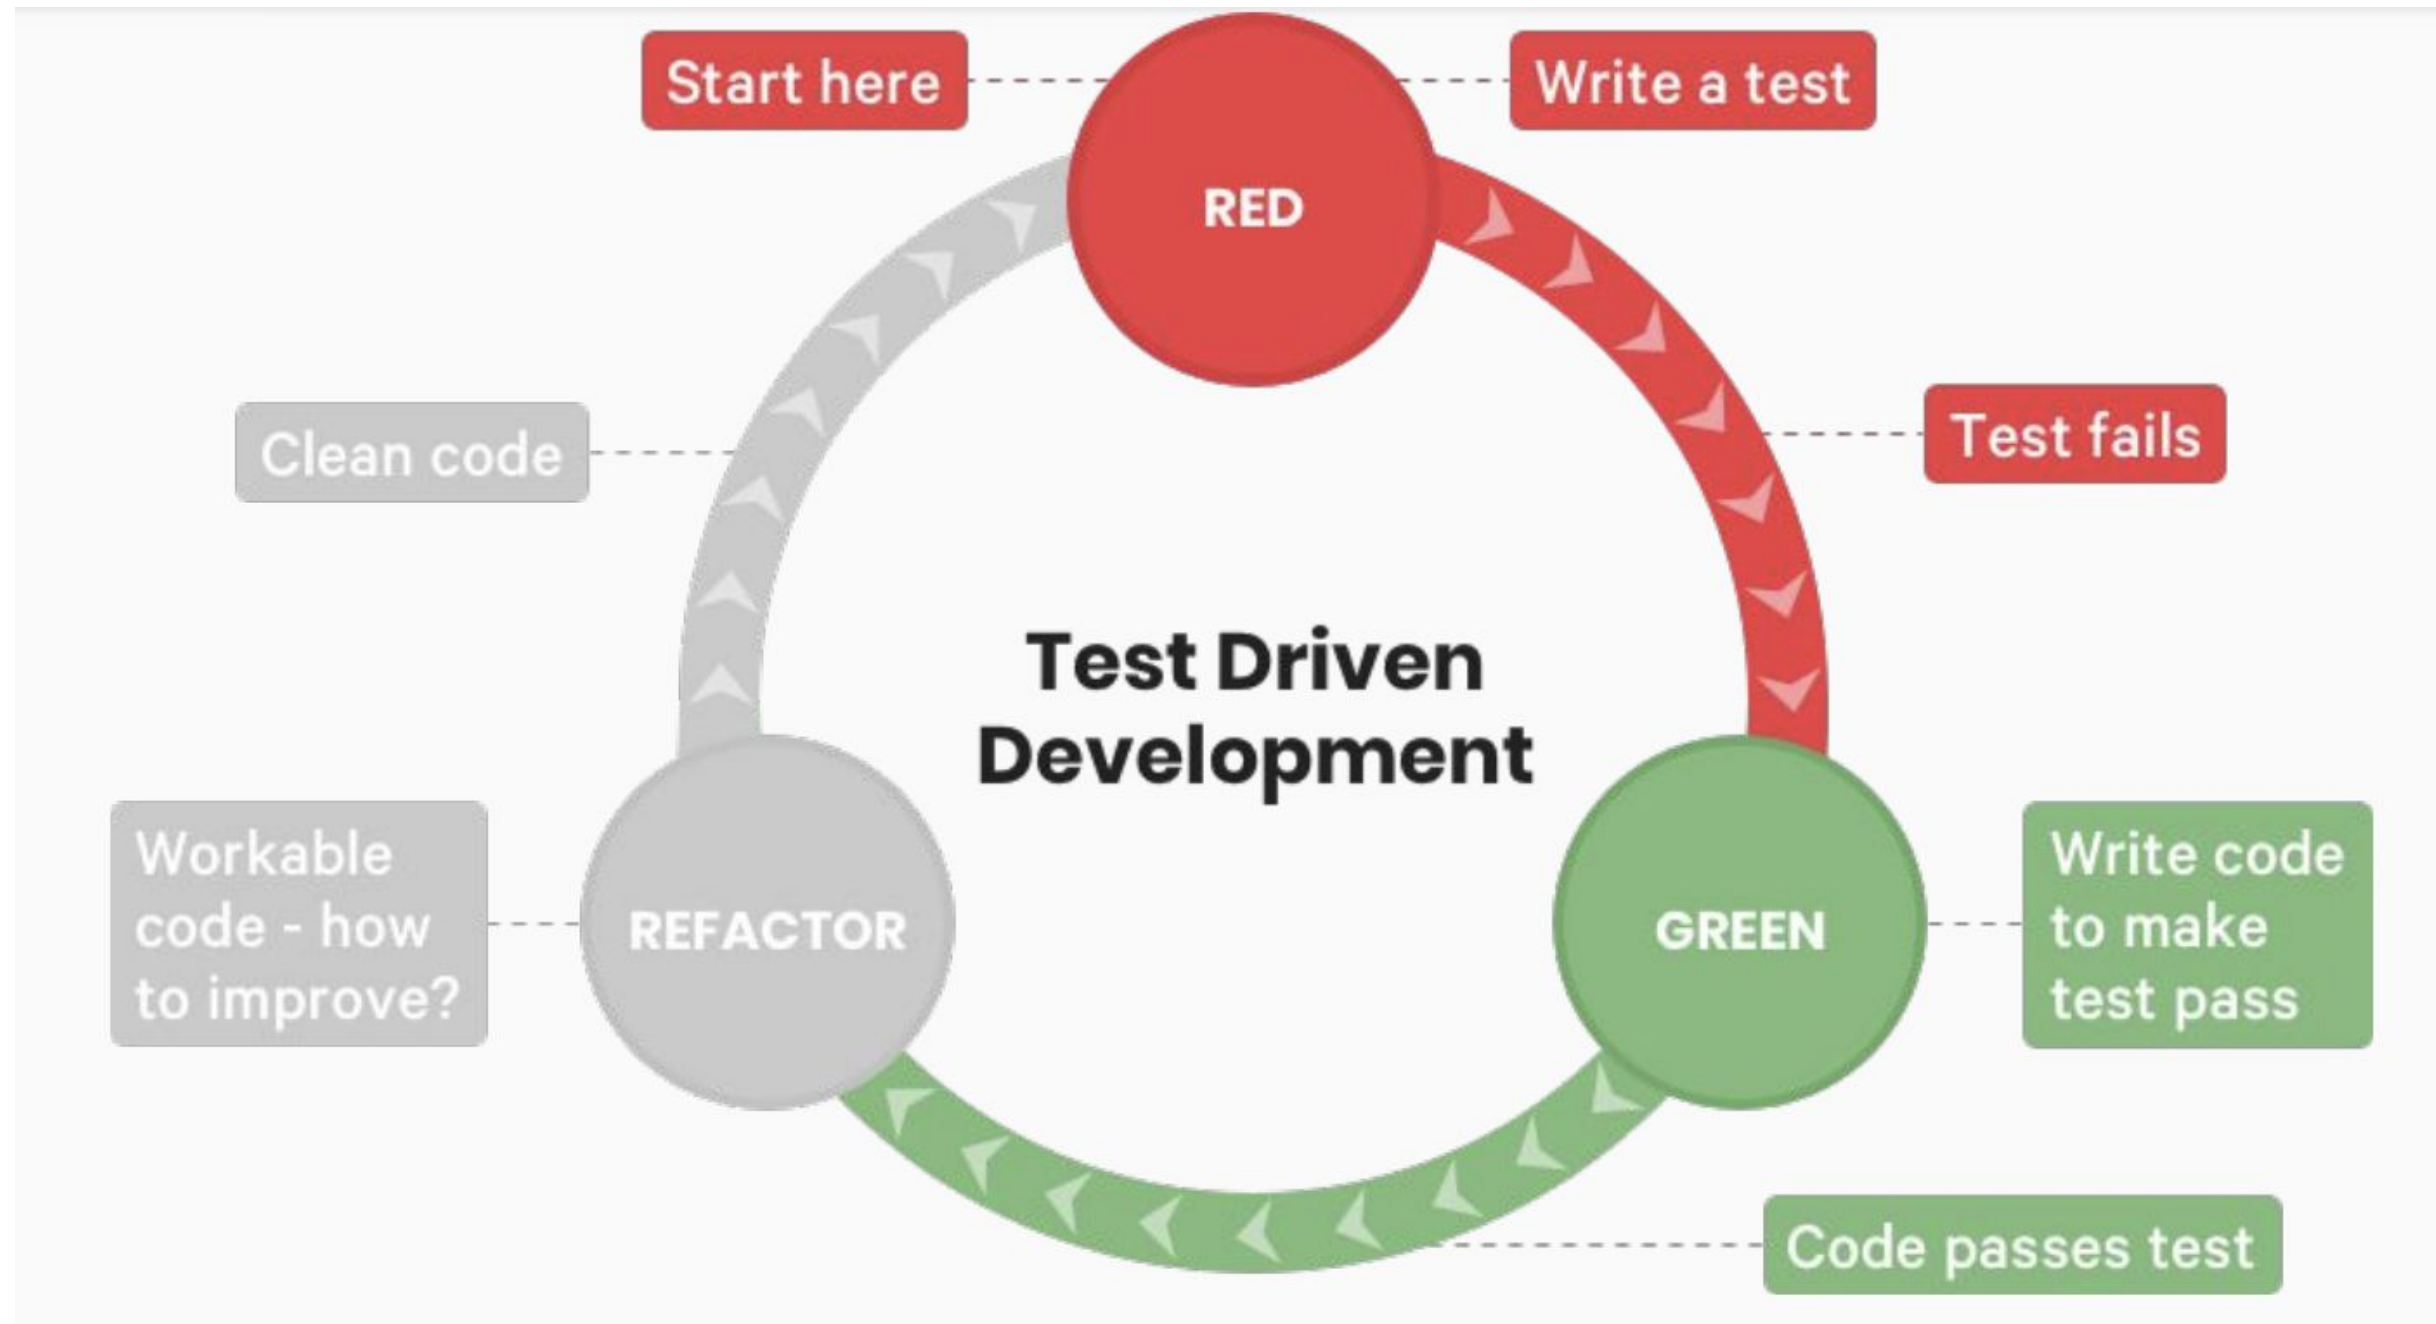 Start here
Write a test
RED
Clean code
Test fails
Test Driven
Development
Workable
code - how
to improve?
REFACTOR
GREEN
Write code
to make
test pass
Code passes test